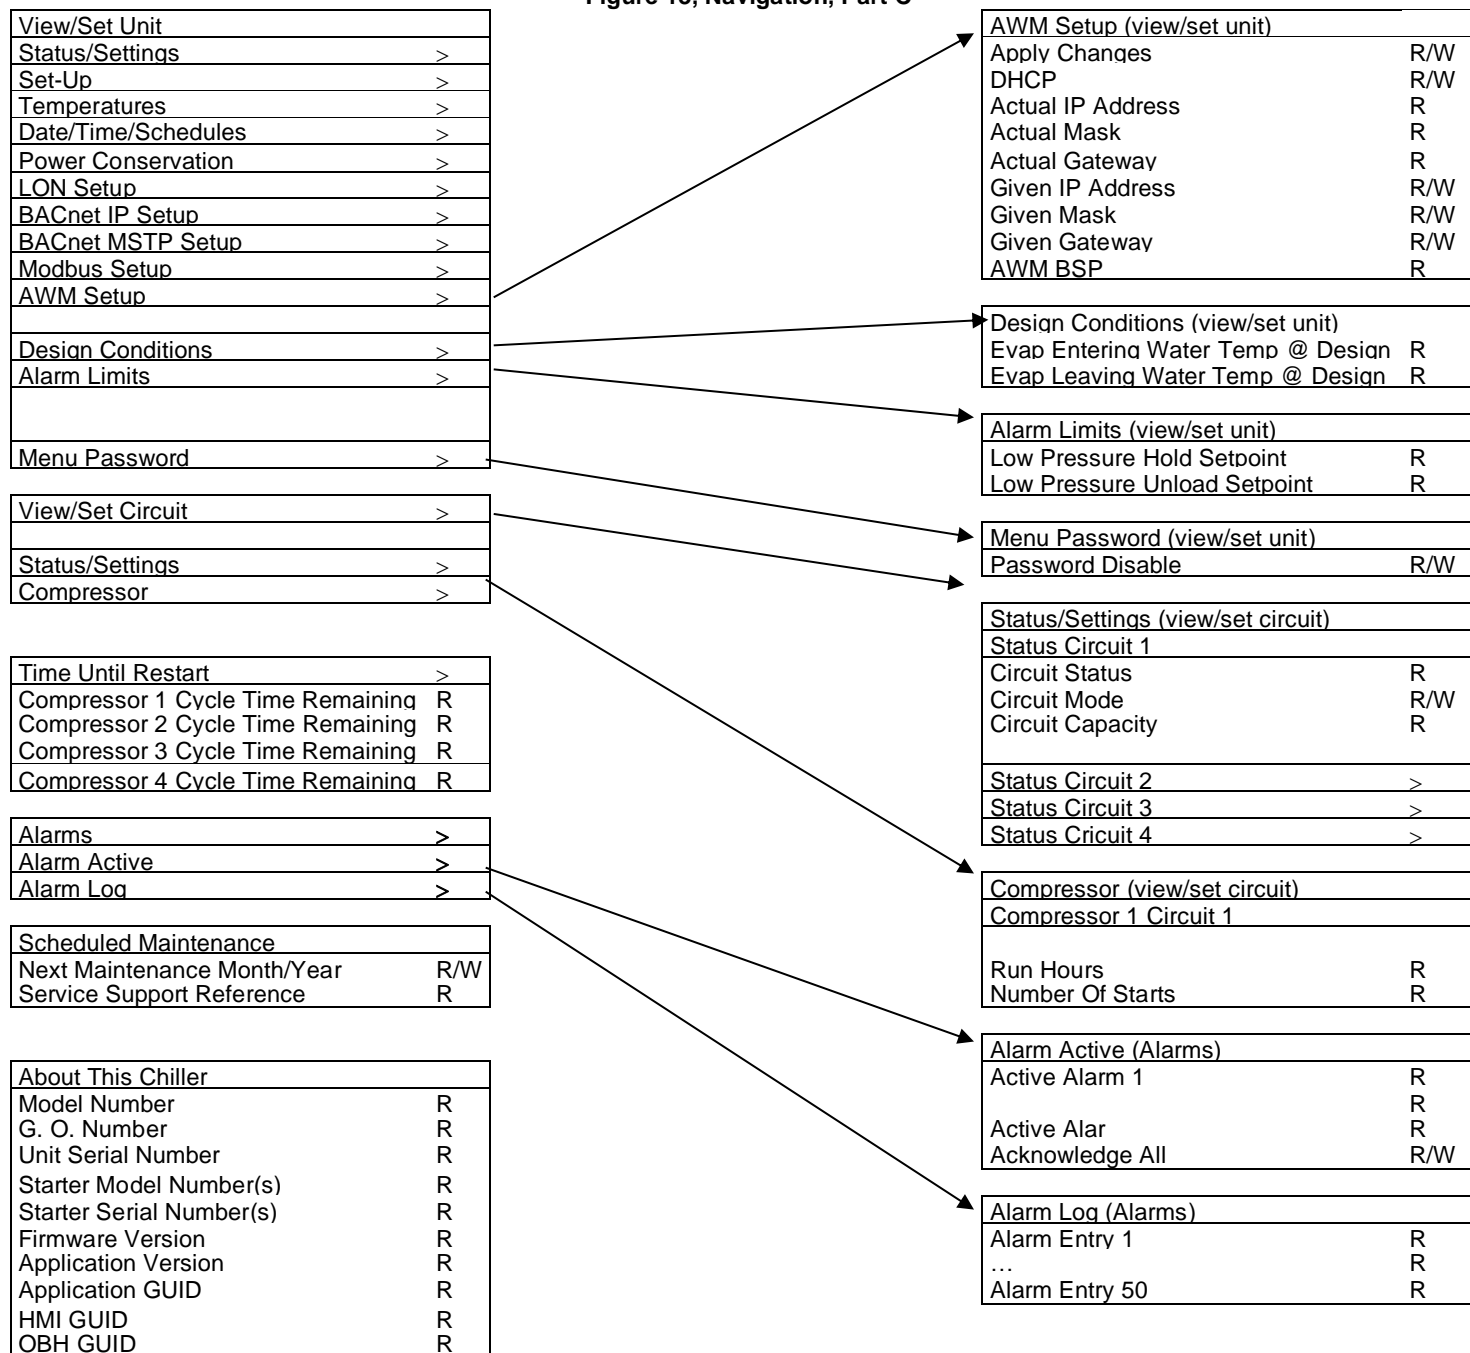 Figure 16, Navigation, Part C
View/Set Unit
Status/Settings >
Set-Up >
Temperatures >
Date/Time/Schedules >
Power Conservation >
LON Setup >
BACnet IP Setup >
BACnet MSTP Setup >
Modbus Setup >
AWM Setup >
Design Conditions >
Alarm Limits >
Menu Password >
View/Set Circuit >
Status/Settings >
Compressor >
Time Until Restart >
Compressor 1 Cycle Time Remaining R
Compressor 2 Cycle Time Remaining R
Compressor 3 Cycle Time Remaining R
Compressor 4 Cycle Time Remaining R
Alarms >
Alarm Active >
Alarm Log >
Scheduled Maintenance
Next Maintenance Month/Year R/W
Service Support Reference R
About This Chiller
Model Number R
G. O. Number R
Unit Serial Number R
Starter Model Number(s) R
Starter Serial Number(s) R
Firmware Version R
Application Version R
Application GUID R
HMI GUID R
OBH GUID R
AWM Setup (view/set unit)
Apply Changes R/W
DHCP R/W
Actual IP Address R
Actual Mask R
Actual Gateway R
Given IP Address R/W
Given Mask R/W
Given Gateway R/W
AWM BSP R
Design Conditions (view/set unit)
Evap Entering Water Temp @ Design R
Evap Leaving Water Temp @ Design R
Alarm Limits (view/set unit)
Low Pressure Hold Setpoint R
Low Pressure Unload Setpoint R
Menu Password (view/set unit)
Password Disable R/W
Status/Settings (view/set circuit)
Status Circuit 1
Circuit Status R
Circuit Mode R/W
Circuit Capacity R
Status Circuit 2 >
Status Circuit 3 >
Status Cricuit 4 >
Compressor (view/set circuit)
Compressor 1 Circuit 1
Run Hours R
Number Of Starts R
Alarm Active (Alarms)
Active Alarm 1 R
R
Active Alar R
Acknowledge All R/W
Alarm Log (Alarms)
Alarm Entry 1 R
… R
Alarm Entry 50 R